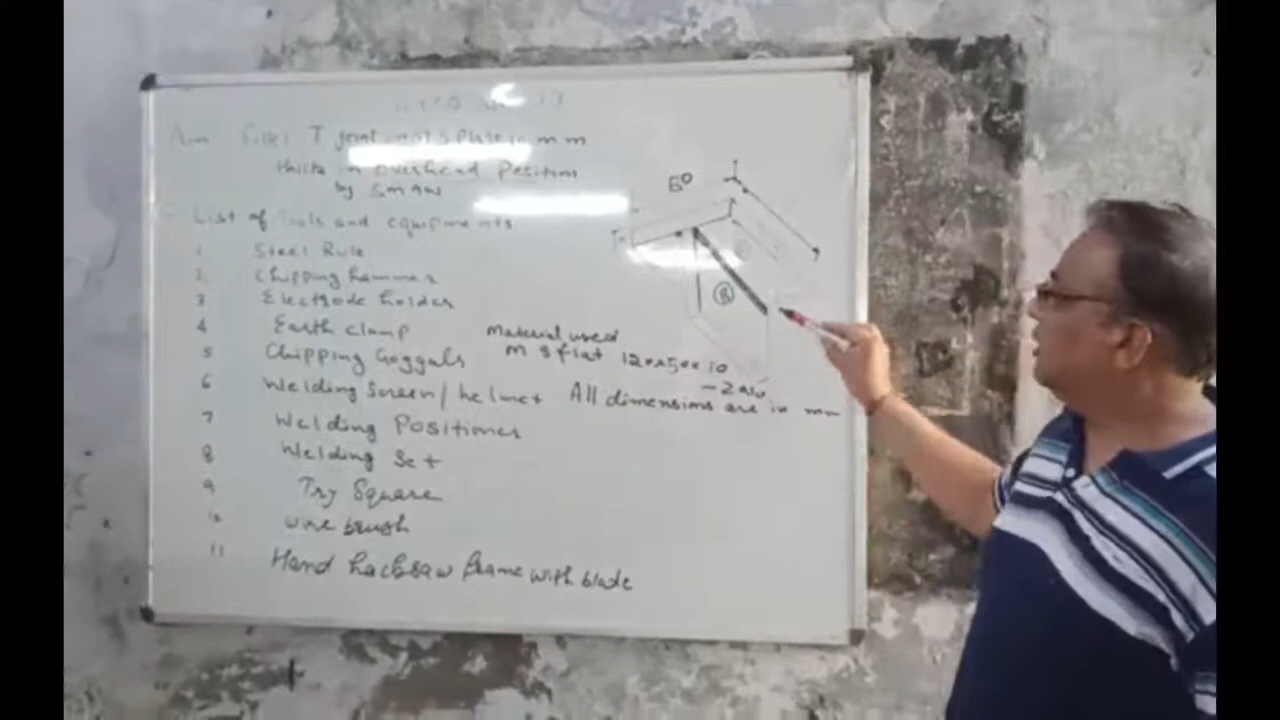 Aim Fillet T joint on M S Plate in mm
thick in overhead Position
by SMAW
List of Tools and equipments
1 Steel Rule
2 Chipping hammer
3 Electrode holder
4 Earth clamp
5 Chipping Goggals
6 Welding Screen / helmet
7 Welding Positioner
8 Welding Set
9 Try Square
10 wire brush
11 Hand hacksaw frame with blade
50
B
Material used
M S flat 120x50x10
- 2 nos
All dimensions are in mm